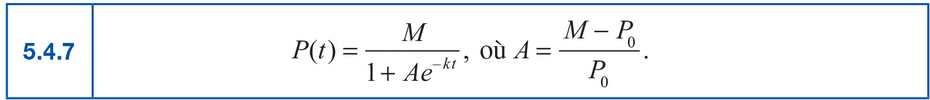 5.4.7 P(t) = M / (1 + Ae^{-kt}), où A = (M − P₀) / P₀.